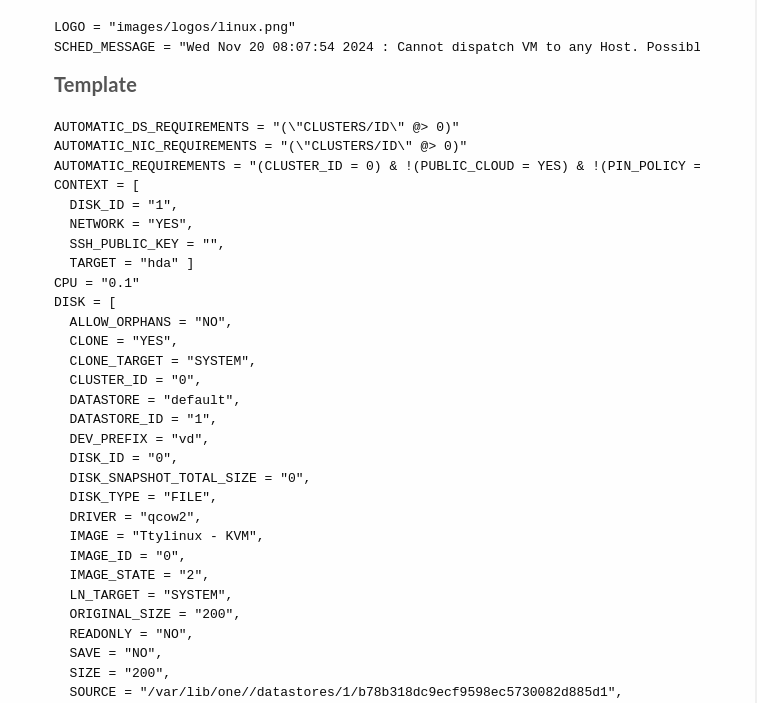 LOGO = "images/logos/linux.png"
SCHED_MESSAGE = "Wed Nov 20 08:07:54 2024 : Cannot dispatch VM to any Host. Possibl
Template
AUTOMATIC_DS_REQUIREMENTS = "(\"CLUSTERS/ID\" @> 0)"
AUTOMATIC_NIC_REQUIREMENTS = "(\"CLUSTERS/ID\" @> 0)"
AUTOMATIC_REQUIREMENTS = "(CLUSTER_ID = 0) & !(PUBLIC_CLOUD = YES) & !(PIN_POLICY =
CONTEXT = [
  DISK_ID = "1",
  NETWORK = "YES",
  SSH_PUBLIC_KEY = "",
  TARGET = "hda" ]
CPU = "0.1"
DISK = [
  ALLOW_ORPHANS = "NO",
  CLONE = "YES",
  CLONE_TARGET = "SYSTEM",
  CLUSTER_ID = "0",
  DATASTORE = "default",
  DATASTORE_ID = "1",
  DEV_PREFIX = "vd",
  DISK_ID = "0",
  DISK_SNAPSHOT_TOTAL_SIZE = "0",
  DISK_TYPE = "FILE",
  DRIVER = "qcow2",
  IMAGE = "Ttylinux - KVM",
  IMAGE_ID = "0",
  IMAGE_STATE = "2",
  LN_TARGET = "SYSTEM",
  ORIGINAL_SIZE = "200",
  READONLY = "NO",
  SAVE = "NO",
  SIZE = "200",
  SOURCE = "/var/lib/one//datastores/1/b78b318dc9ecf9598ec5730082d885d1",